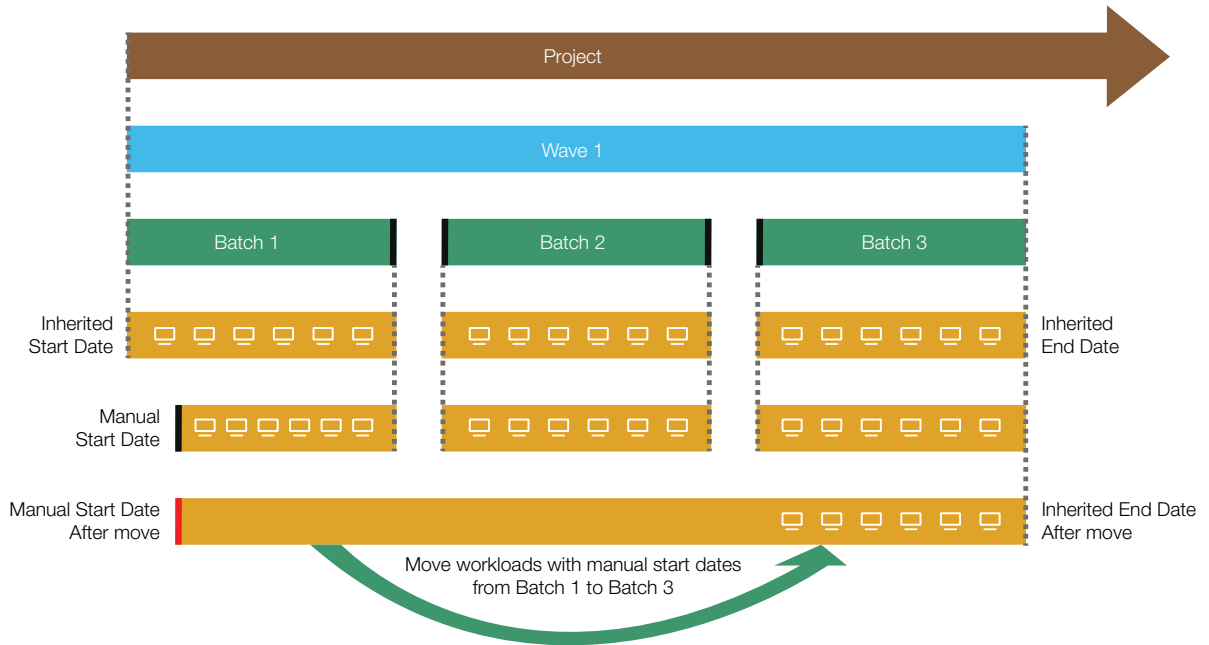 Project
Wave 1
Batch 1
Batch 2
Batch 3
Inherited
Start Date
Inherited
End Date
Manual
Start Date
Manual Start Date
After move
Inherited End Date
After move
Move workloads with manual start dates
from Batch 1 to Batch 3